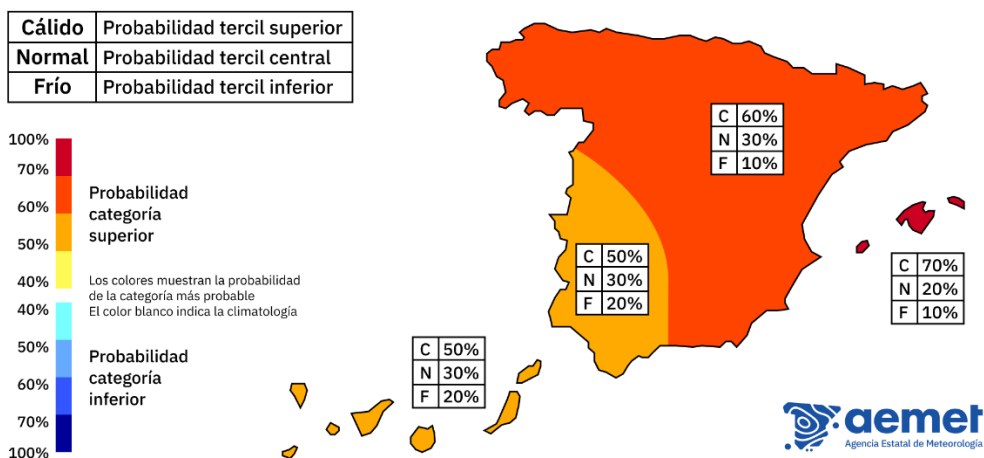 Cálido Probabilidad tercil superior
Normal Probabilidad tercil central
Frío Probabilidad tercil inferior
100%
70%
60%
50%
40%
40%
50%
60%
70%
100%
Probabilidad
categoría
superior
Los colores muestran la probabilidad
de la categoría más probable
El color blanco indica la climatología
Probabilidad
categoría
inferior
C 60%
N 30%
F 10%
C 50%
N 30%
F 20%
C 70%
N 20%
F 10%
C 50%
N 30%
F 20%
aemet
Agencia Estatal de Meteorología